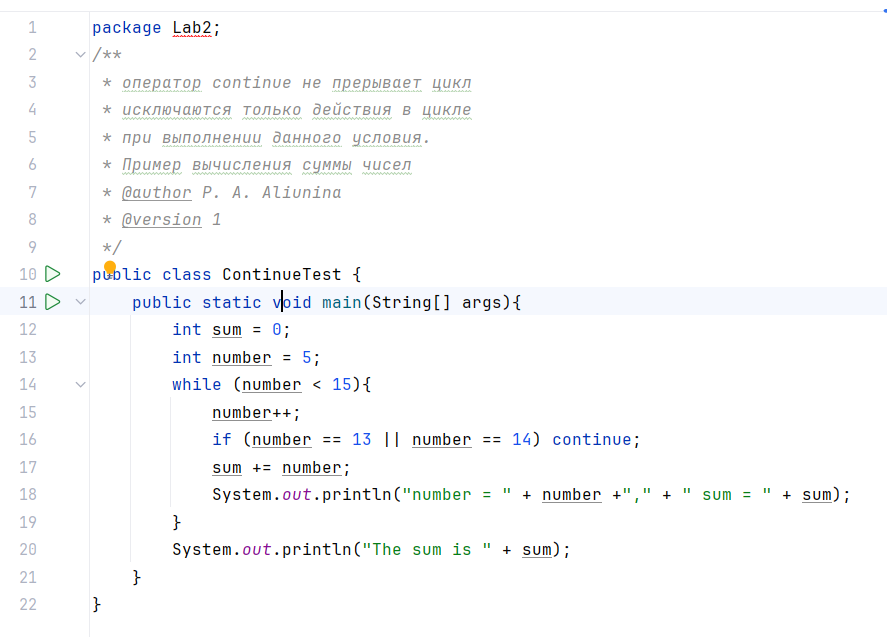 1 package Lab2;
2 /**
3 * оператор continue не прерывает цикл
4 * исключаются только действия в цикле
5 * при выполнении данного условия.
6 * Пример вычисления суммы чисел
7 * @author P. A. Aliunina
8 * @version 1
9 */
10 public class ContinueTest {
11 public static void main(String[] args){
12 int sum = 0;
13 int number = 5;
14 while (number < 15){
15 number++;
16 if (number == 13 || number == 14) continue;
17 sum += number;
18 System.out.println("number = " + number +"," + " sum = " + sum);
19 }
20 System.out.println("The sum is " + sum);
21 }
22 }